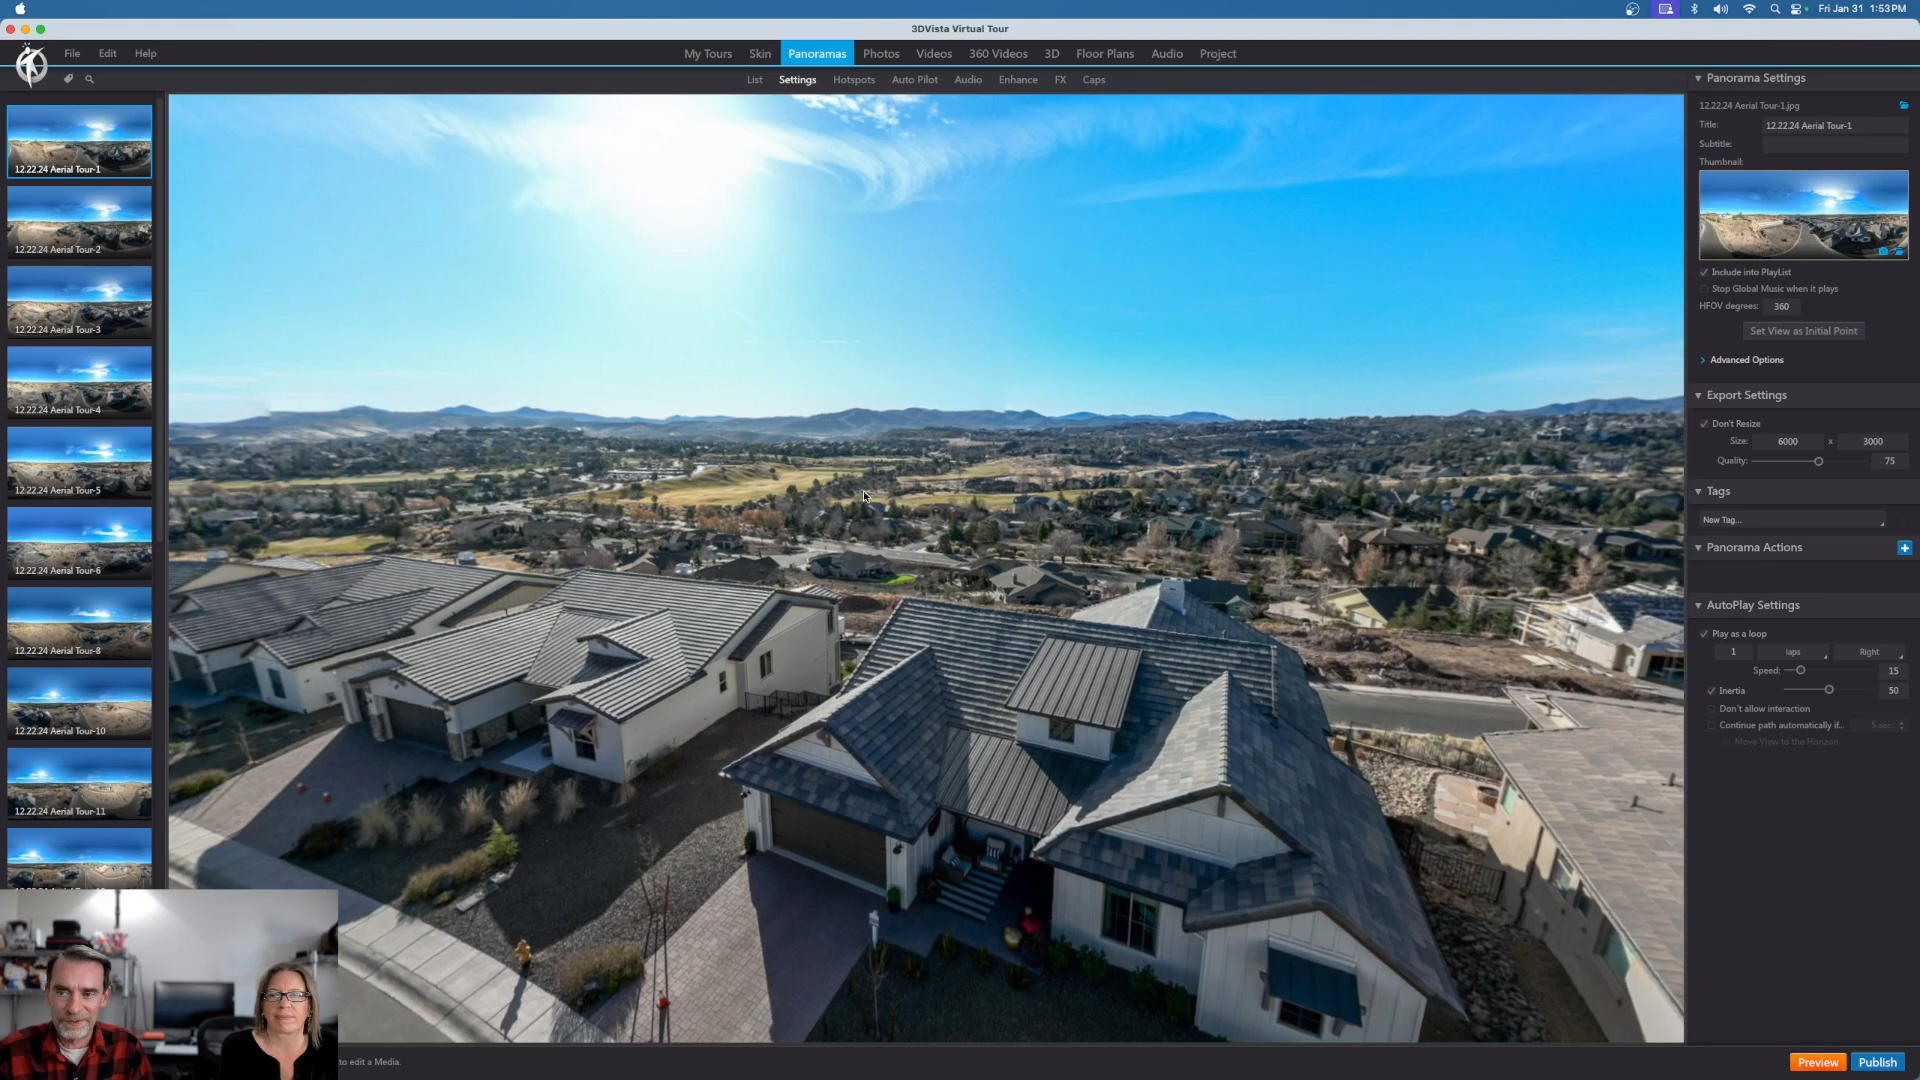 Fri Jan 31 1:53 PM
3DVista Virtual Tour
File Edit Help
My Tours Skin Panoramas Photos Videos 360 Videos 3D Floor Plans Audio Project
List Settings Hotspots Auto Pilot Audio Enhance FX Caps
12.22.24 Aerial Tour-1
12.22.24 Aerial Tour-2
12.22.24 Aerial Tour-3
12.22.24 Aerial Tour-4
12.22.24 Aerial Tour-5
12.22.24 Aerial Tour-6
12.22.24 Aerial Tour-8
12.22.24 Aerial Tour-10
12.22.24 Aerial Tour-11
Panorama Settings
12.22.24 Aerial Tour-1.jpg
Title: 12.22.24 Aerial Tour-1
Subtitle:
Thumbnail:
Include into PlayList
Stop Global Music when it plays
HFOV degrees: 360
Set View as Initial Point
Advanced Options
Export Settings
Don't Resize
Size: 6000 x 3000
Quality: 75
Tags
New Tag...
Panorama Actions
AutoPlay Settings
Play as a loop
1 laps Right
Speed: 15
Inertia 50
Don't allow interaction
Continue path automatically if... 5 sec
Move View to the Horizon
to edit a Media.
Preview Publish